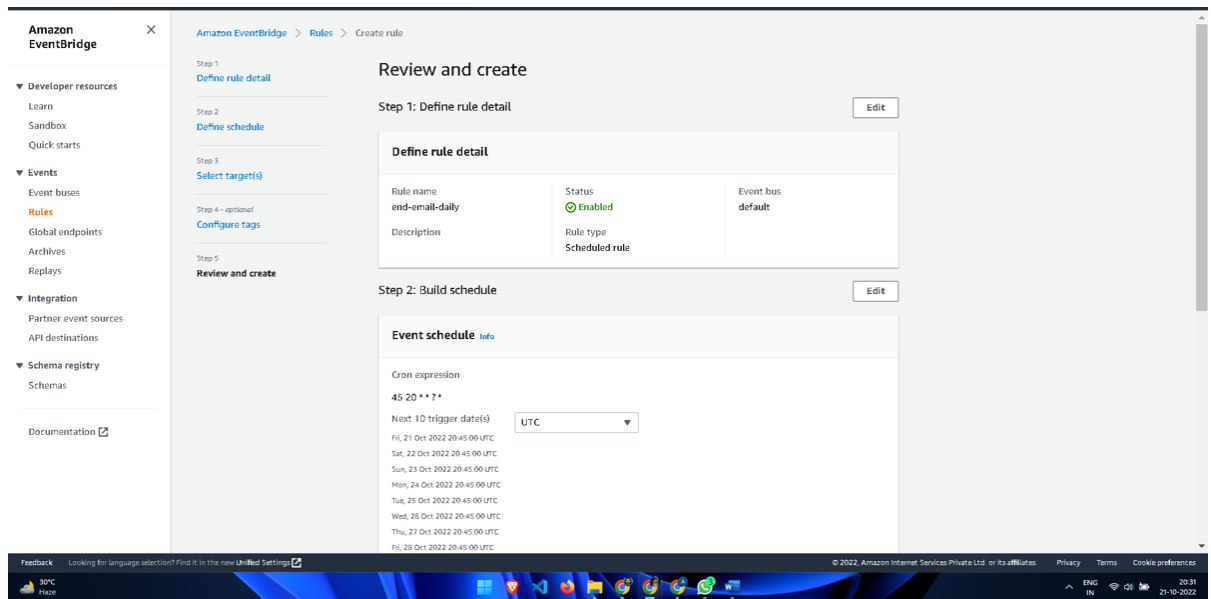 Amazon
EventBridge
Developer resources
Learn
Sandbox
Quick starts
Events
Event buses
Rules
Global endpoints
Archives
Replays
Integration
Partner event sources
API destinations
Schema registry
Schemas
Documentation
Amazon EventBridge > Rules > Create rule
Step 1
Define rule detail
Step 2
Define schedule
Step 3
Select target(s)
Step 4 - optional
Configure tags
Step 5
Review and create
Review and create
Step 1: Define rule detail
Edit
Define rule detail
Rule name
end-email-daily
Description
Status
Enabled
Rule type
Scheduled rule
Event bus
default
Step 2: Build schedule
Edit
Event schedule Info
Cron expression
45 20 * * ? *
Next 10 trigger date(s)
UTC
Fri, 21 Oct 2022 20:45:00 UTC
Sat, 22 Oct 2022 20:45:00 UTC
Sun, 23 Oct 2022 20:45:00 UTC
Mon, 24 Oct 2022 20:45:00 UTC
Tue, 25 Oct 2022 20:45:00 UTC
Wed, 26 Oct 2022 20:45:00 UTC
Thu, 27 Oct 2022 20:45:00 UTC
Fri, 28 Oct 2022 20:45:00 UTC
Feedback Looking for language selection? Find it in the new Unified Settings
© 2022, Amazon Internet Services Private Ltd. or its affiliates. Privacy Terms Cookie preferences
30°C
Haze
ENG
IN
20:31
21-10-2022